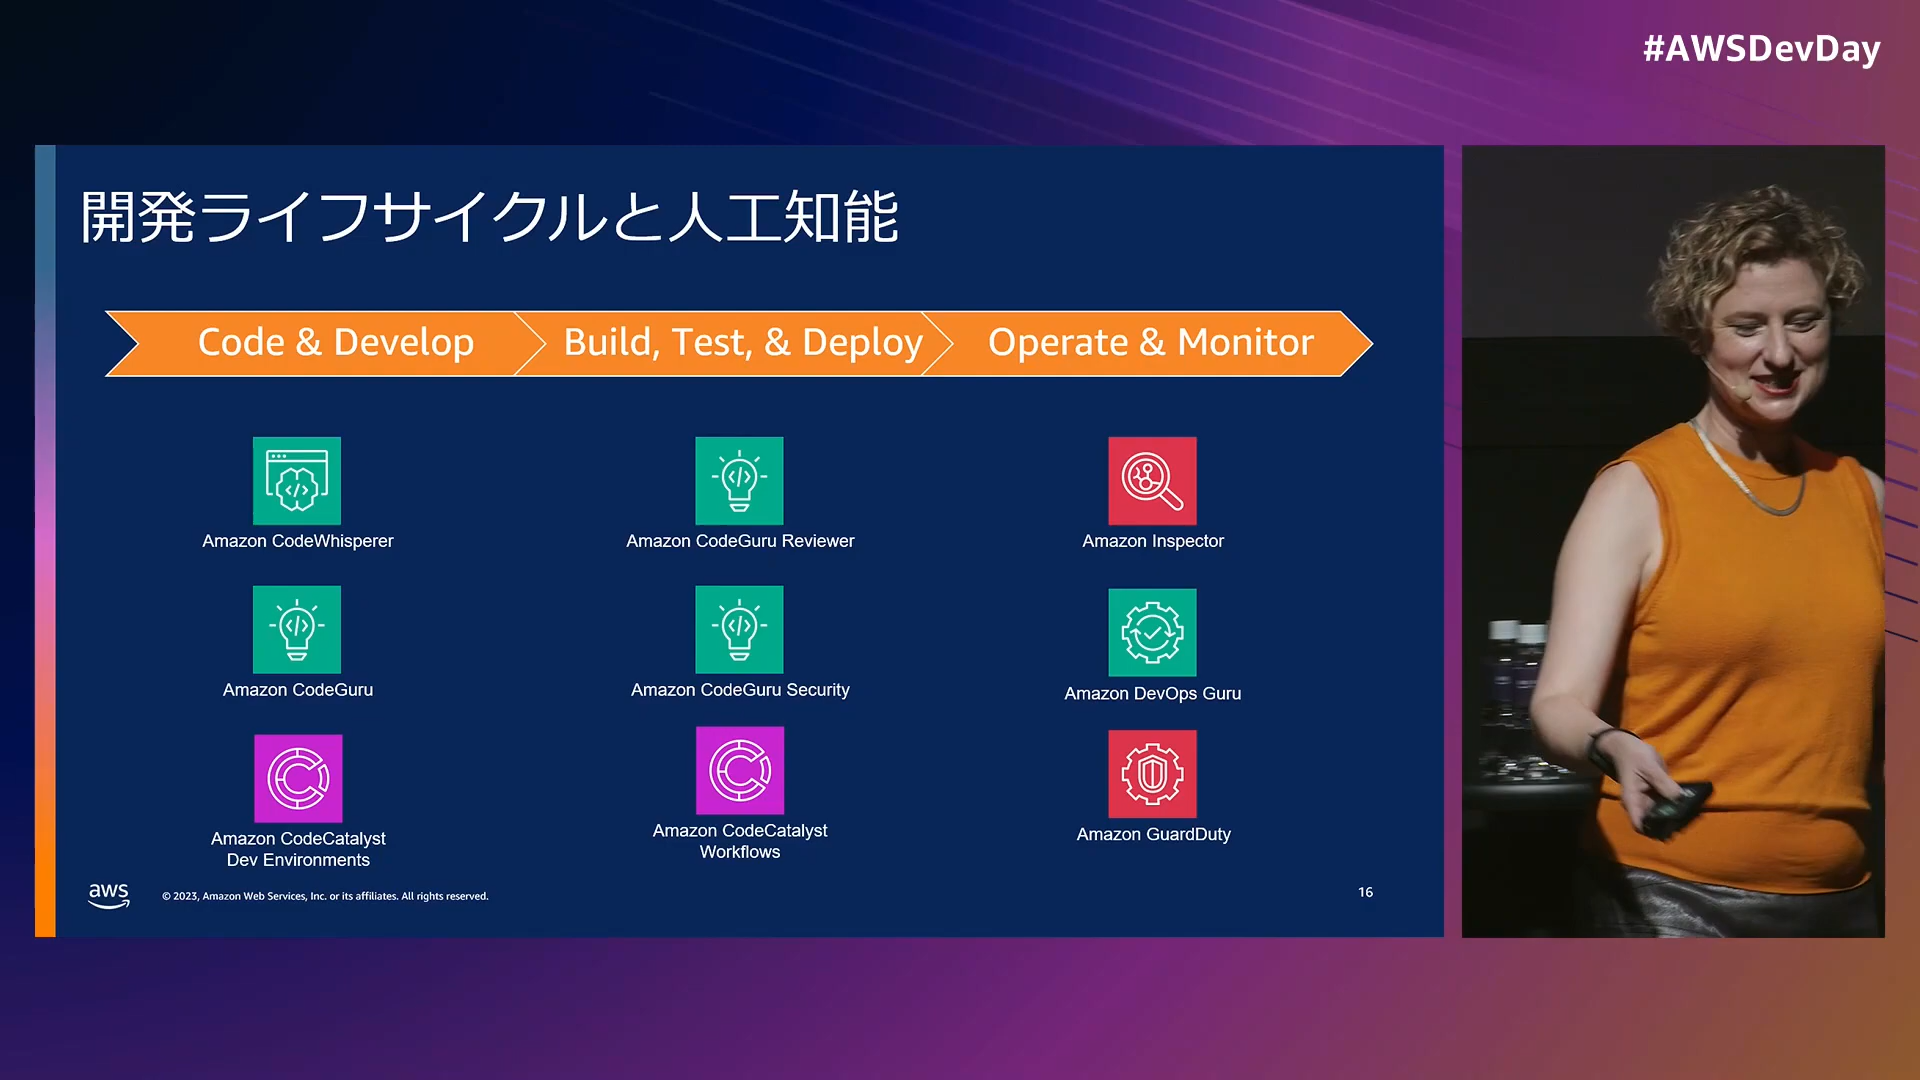 #AWSDevDay
開発ライフサイクルと人工知能
Code & Develop
Build, Test, & Deploy
Operate & Monitor
Amazon CodeWhisperer
Amazon CodeGuru Reviewer
Amazon Inspector
Amazon CodeGuru
Amazon CodeGuru Security
Amazon DevOps Guru
Amazon CodeCatalyst
Dev Environments
Amazon CodeCatalyst
Workflows
Amazon GuardDuty
aws
© 2023, Amazon Web Services, Inc. or its affiliates. All rights reserved.
16